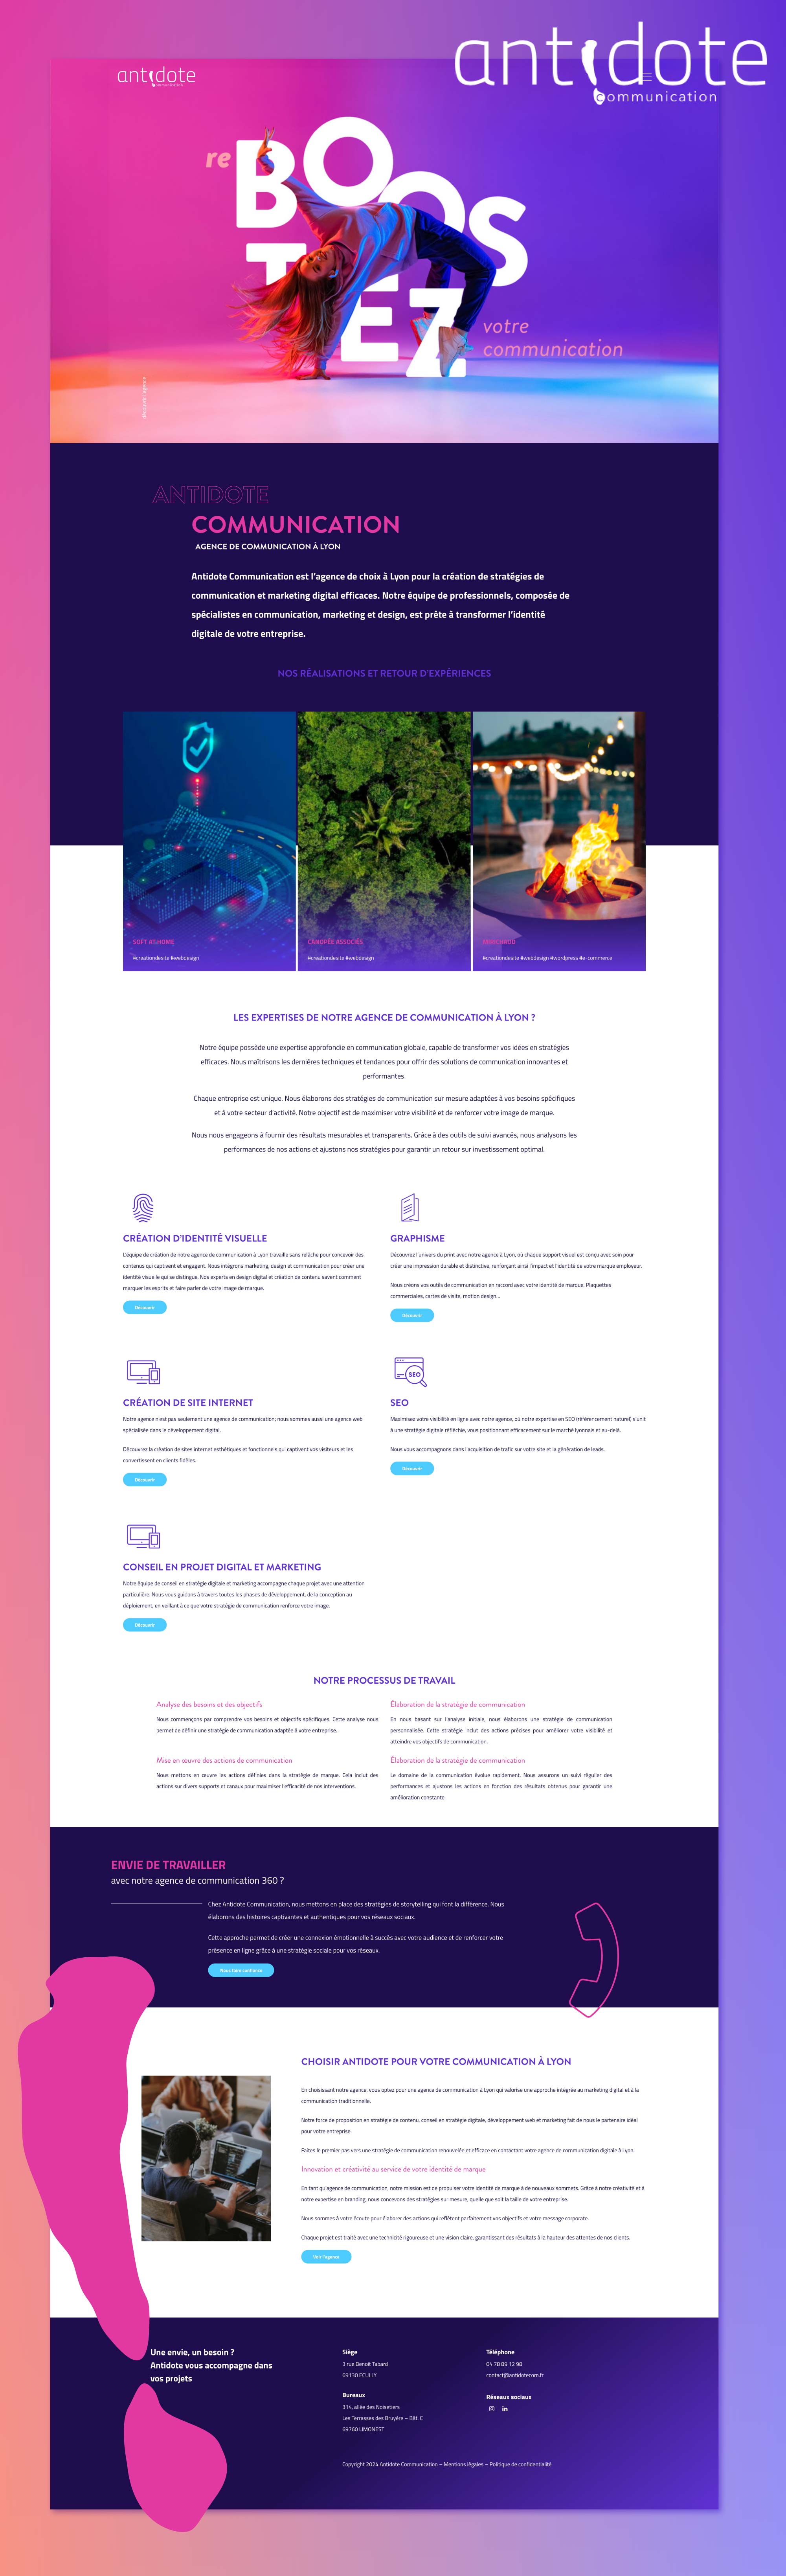 antidote
communication
antidote
communication
re
BOOSTEZ
votre
communication
découvrir l'agence
ANTIDOTE
COMMUNICATION
AGENCE DE COMMUNICATION À LYON
Antidote Communication est l'agence de choix à Lyon pour la création de stratégies de
communication et marketing digital efficaces. Notre équipe de professionnels, composée de
spécialistes en communication, marketing et design, est prête à transformer l'identité
digitale de votre entreprise.
NOS RÉALISATIONS ET RETOUR D'EXPÉRIENCES
SOFT AT HOME
#creationdesite #webdesign
CANOPÉE ASSOCIÉS
#creationdesite #webdesign
#creationdesite #webdesign #wordpress #e-commerce
LES EXPERTISES DE NOTRE AGENCE DE COMMUNICATION À LYON ?
Notre équipe possède une expertise approfondie en communication globale, capable de transformer vos idées en stratégies
efficaces. Nous maîtrisons les dernières techniques et tendances pour offrir des solutions de communication innovantes et
performantes.
Chaque entreprise est unique. Nous élaborons des stratégies de communication sur mesure adaptées à vos besoins spécifiques
et à votre secteur d'activité. Notre objectif est de maximiser votre visibilité et de renforcer votre image de marque.
Nous nous engageons à fournir des résultats mesurables et transparents. Grâce à des outils de suivi avancés, nous analysons les
performances de nos actions et ajustons nos stratégies pour garantir un retour sur investissement optimal.
CRÉATION D'IDENTITÉ VISUELLE
L'équipe de création de notre agence de communication à Lyon travaille sans relâche pour concevoir des
contenus qui captivent et engagent. Nous intégrons marketing, design et communication pour créer une
identité visuelle qui se distingue. Nos experts en design digital et création de contenu savent comment
marquer les esprits et faire parler de votre image de marque.
Découvrir
GRAPHISME
Découvrez l'univers du print avec notre agence à Lyon, où chaque support visuel est conçu avec soin pour
créer une impression durable et distinctive, renforçant ainsi l'impact et l'identité de votre marque employeur.
Nous créons vos outils de communication en raccord avec votre identité de marque. Plaquettes
commerciales, cartes de visite, motion design...
Découvrir
CRÉATION DE SITE INTERNET
Notre agence n'est pas seulement une agence de communication; nous sommes aussi une agence web
spécialisée dans le développement digital.
Découvrez la création de sites internet esthétiques et fonctionnels qui captivent vos visiteurs et les
convertissent en clients fidèles.
Découvrir
SEO
SEO
Maximisez votre visibilité en ligne avec notre agence, où notre expertise en SEO (référencement naturel) s'unit
à une stratégie digitale réfléchie, vous positionnant efficacement sur le marché lyonnais et au-delà.
Nous vous accompagnons dans l'acquisition de trafic sur votre site et la génération de leads.
Découvrir
CONSEIL EN PROJET DIGITAL ET MARKETING
Notre équipe de conseil en stratégie digitale et marketing accompagne chaque projet avec une attention
particulière. Nous vous guidons à travers toutes les phases de développement, de la conception au
déploiement, en veillant à ce que votre stratégie de communication renforce votre image.
Découvrir
NOTRE PROCESSUS DE TRAVAIL
Analyse des besoins et des objectifs
Nous commençons par comprendre vos besoins et objectifs spécifiques. Cette analyse nous
permet de définir une stratégie de communication adaptée à votre entreprise.
Élaboration de la stratégie de communication
En nous basant sur l'analyse initiale, nous élaborons une stratégie de communication
personnalisée. Cette stratégie inclut des actions précises pour améliorer votre visibilité et
atteindre vos objectifs de communication.
Mise en œuvre des actions de communication
Nous mettons en œuvre les actions définies dans la stratégie de marque. Cela inclut des
actions sur divers supports et canaux pour maximiser l'efficacité de nos interventions.
Élaboration de la stratégie de communication
Le domaine de la communication évolue rapidement. Nous assurons un suivi régulier des
performances et ajustons les actions en fonction des résultats obtenus pour garantir une
amélioration constante.
ENVIE DE TRAVAILLER
avec notre agence de communication 360 ?
Chez Antidote Communication, nous mettons en place des stratégies de storytelling qui font la différence. Nous
élaborons des histoires captivantes et authentiques pour vos réseaux sociaux.
Cette approche permet de créer une connexion émotionnelle à succès avec votre audience et de renforcer votre
présence en ligne grâce à une stratégie sociale pour vos réseaux.
Nous faire confiance
CHOISIR ANTIDOTE POUR VOTRE COMMUNICATION À LYON
En choisissant notre agence, vous optez pour une agence de communication à Lyon qui valorise une approche intégrée au marketing digital et à la
communication traditionnelle.
Notre force de proposition en stratégie de contenu, conseil en stratégie digitale, développement web et marketing fait de nous le partenaire idéal
pour votre entreprise.
Faites le premier pas vers une stratégie de communication renouvelée et efficace en contactant votre agence de communication digitale à Lyon.
Innovation et créativité au service de votre identité de marque
En tant qu'agence de communication, notre mission est de propulser votre identité de marque à de nouveaux sommets. Grâce à notre créativité et à
notre expertise en branding, nous concevons des stratégies sur mesure, quelle que soit la taille de votre entreprise.
Nous sommes à votre écoute pour élaborer des actions qui reflètent parfaitement vos objectifs et votre message corporate.
Chaque projet est traité avec une technicité rigoureuse et une vision claire, garantissant des résultats à la hauteur des attentes de nos clients.
Voir l'agence
Une envie, un besoin ?
Antidote vous accompagne dans
vos projets
Siège
3 rue Benoit Tabard
69130 ECULLY
Bureaux
314, allée des Noisetiers
Les Terrasses des Bruyère – Bât. C
69760 LIMONEST
Téléphone
04 78 89 12 98
contact@antidotecom.fr
Réseaux sociaux
in
Copyright 2024 Antidote Communication – Mentions légales – Politique de confidentialité